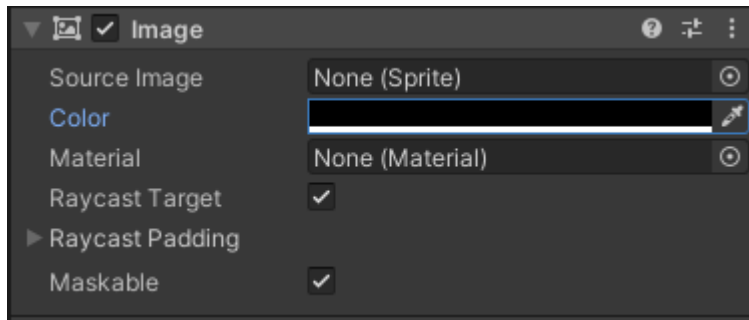 Image
Source Image None (Sprite)
Color
Material None (Material)
Raycast Target
Raycast Padding
Maskable